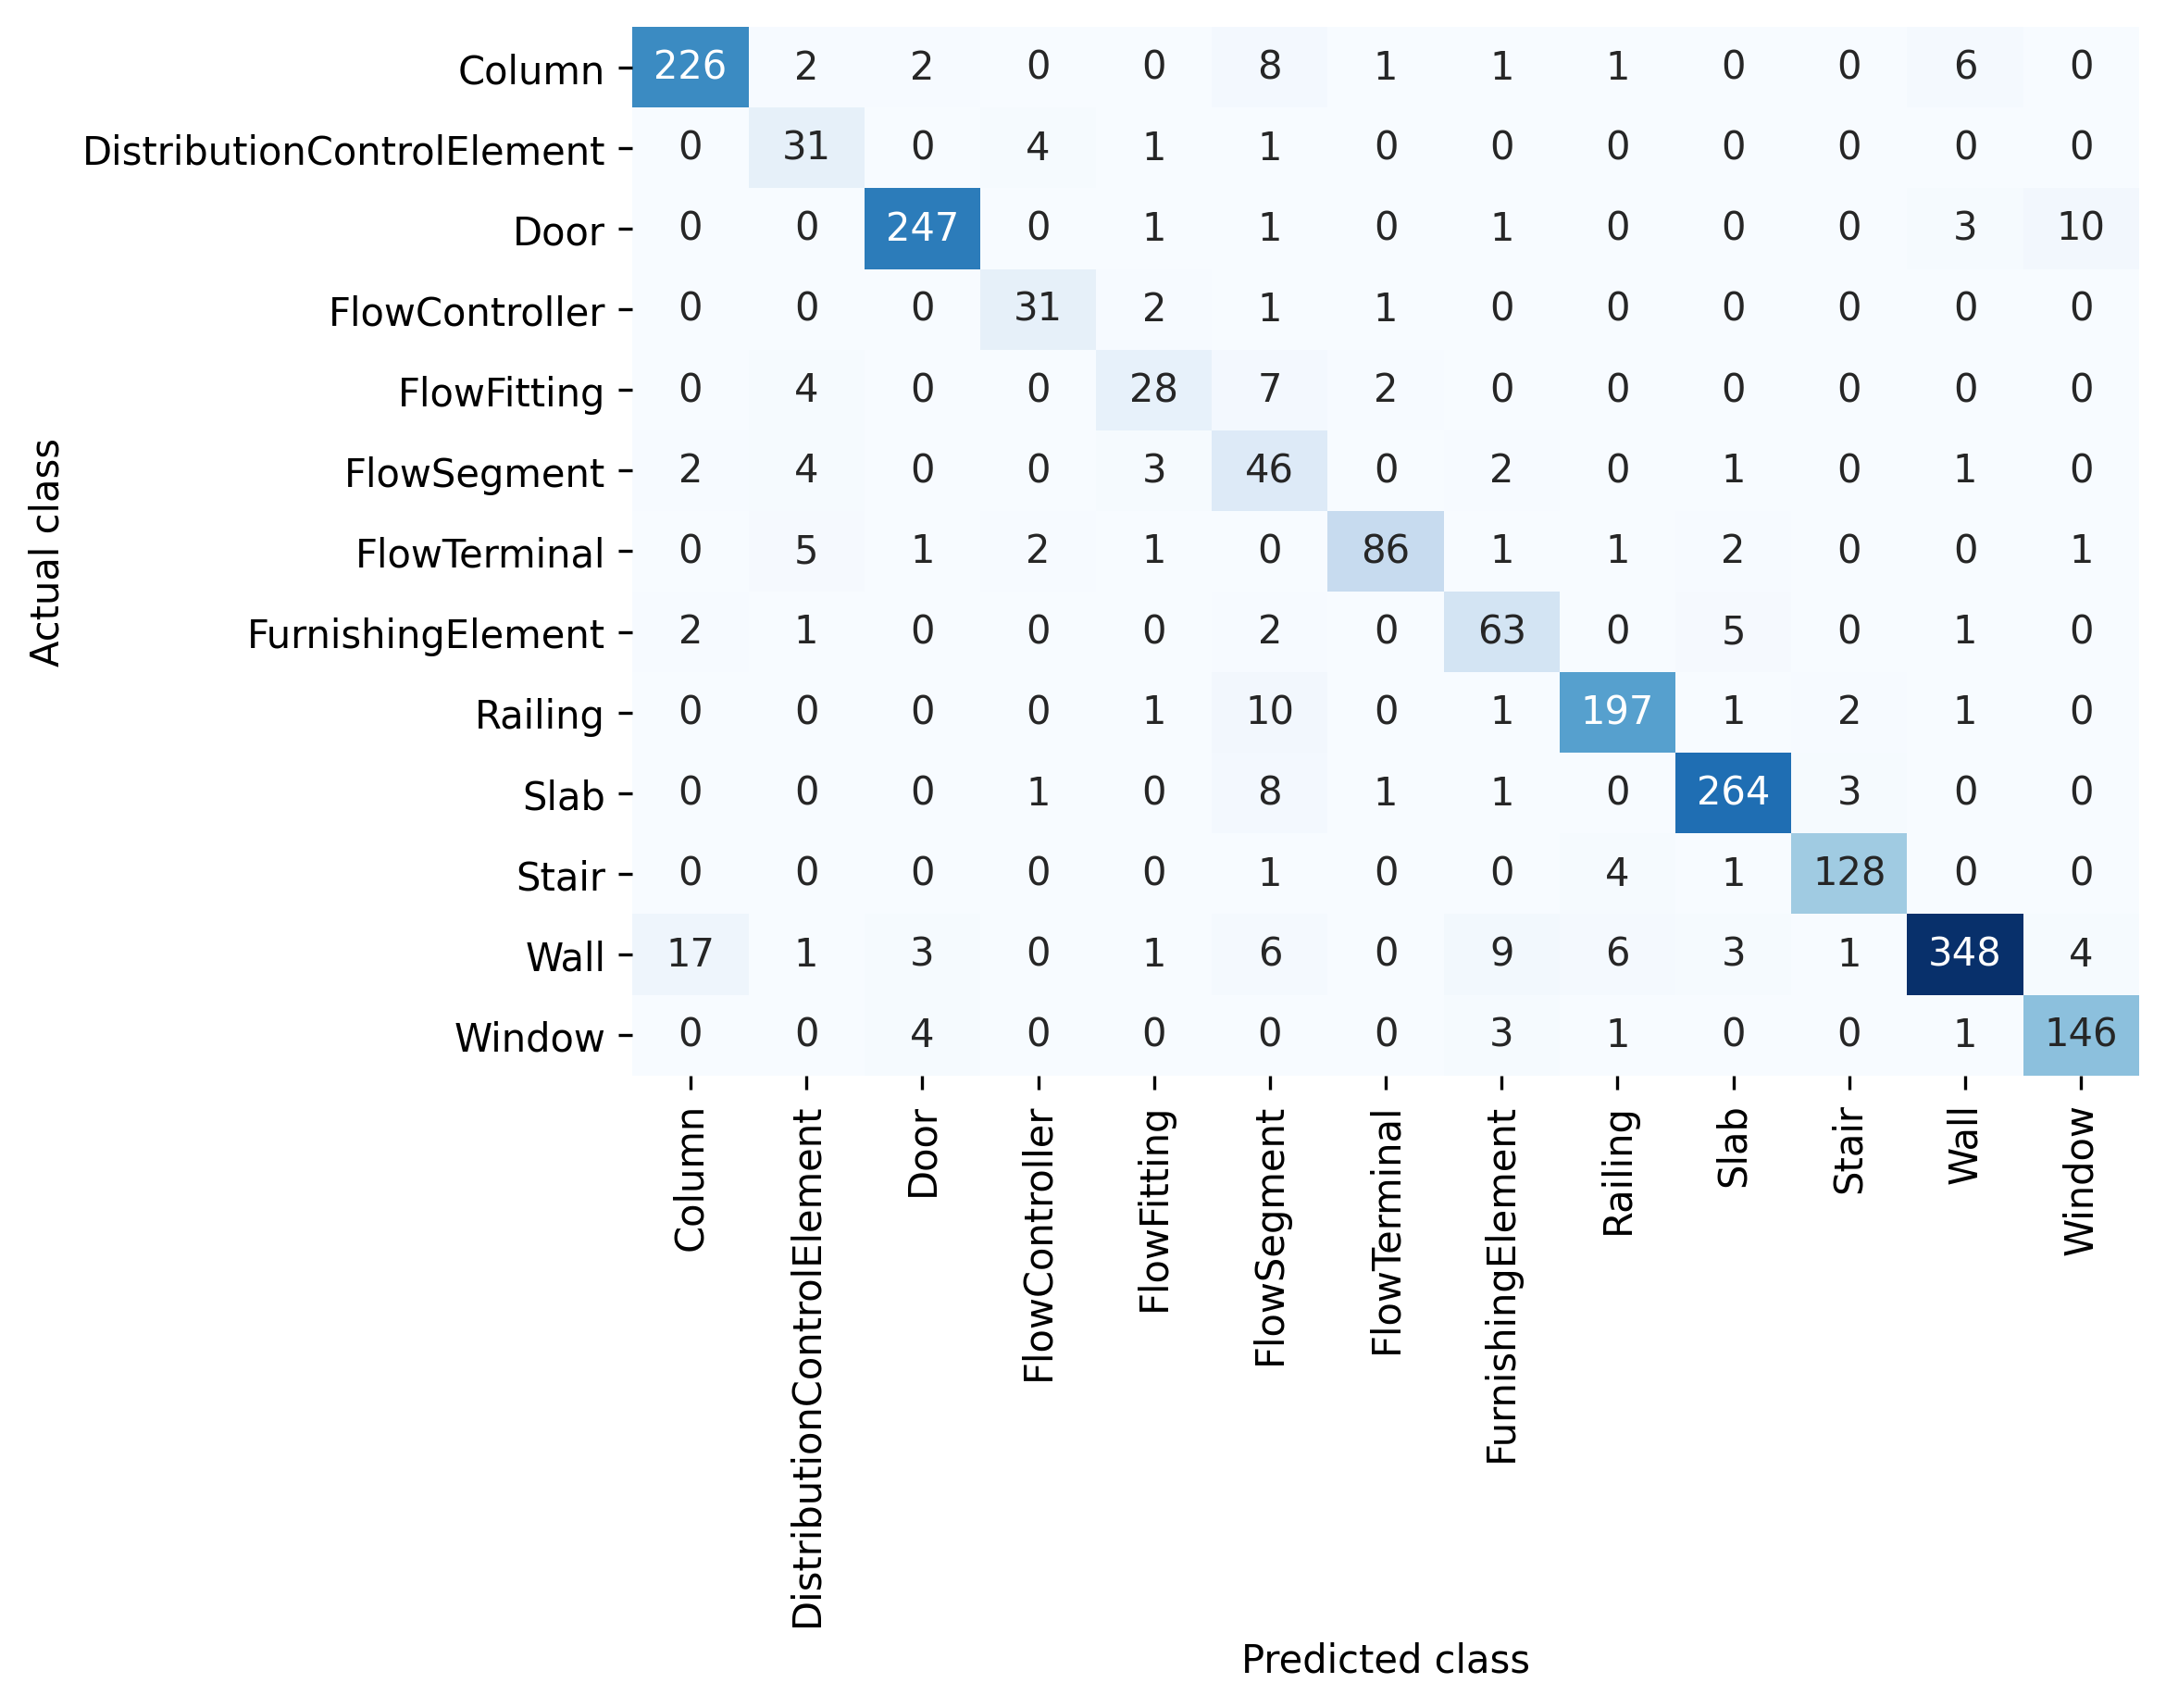 Actual class
Column 226 2 2 0 0 8 1 1 1 0 0 6 0
DistributionControlElement 0 31 0 4 1 1 0 0 0 0 0 0 0
Door 0 0 247 0 1 1 0 1 0 0 0 3 10
FlowController 0 0 0 31 2 1 1 0 0 0 0 0 0
FlowFitting 0 4 0 0 28 7 2 0 0 0 0 0 0
FlowSegment 2 4 0 0 3 46 0 2 0 1 0 1 0
FlowTerminal 0 5 1 2 1 0 86 1 1 2 0 0 1
FurnishingElement 2 1 0 0 0 2 0 63 0 5 0 1 0
Railing 0 0 0 0 1 10 0 1 197 1 2 1 0
Slab 0 0 0 1 0 8 1 1 0 264 3 0 0
Stair 0 0 0 0 0 1 0 0 4 1 128 0 0
Wall 17 1 3 0 1 6 0 9 6 3 1 348 4
Window 0 0 4 0 0 0 0 3 1 0 0 1 146
Column
DistributionControlElement
Door
FlowController
FlowFitting
FlowSegment
FlowTerminal
FurnishingElement
Railing
Slab
Stair
Wall
Window
Predicted class